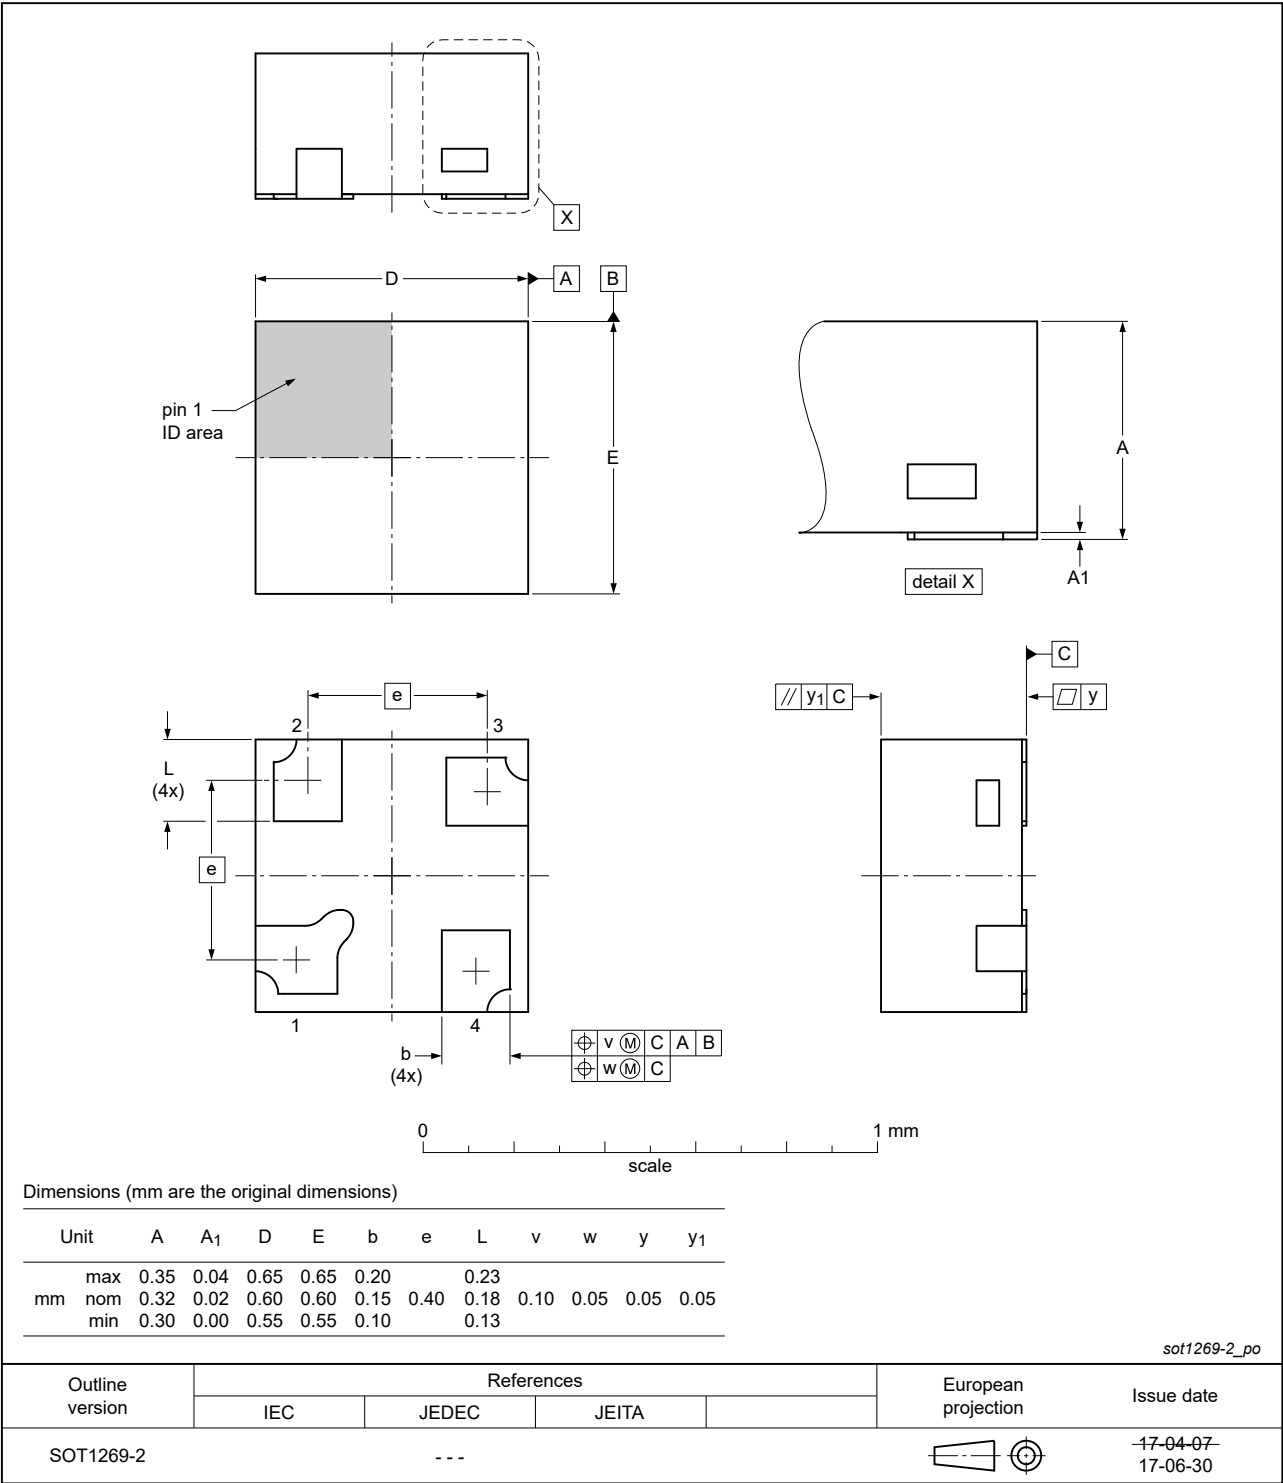 X
D
A
B
pin 1
ID area
E
A
A1
detail X
C
// y1 C
▱ y
e
2
3
L
(4x)
e
1
4
b
(4x)
⌖ v Ⓜ C A B
⌖ w Ⓜ C
0
1 mm
scale
Dimensions (mm are the original dimensions)
Unit A A1 D E b e L v w y y1
max 0.35 0.04 0.65 0.65 0.20 0.23
mm nom 0.32 0.02 0.60 0.60 0.15 0.40 0.18 0.10 0.05 0.05 0.05
min 0.30 0.00 0.55 0.55 0.10 0.13
sot1269-2_po
Outline
version
References
IEC JEDEC JEITA
European
projection
Issue date
SOT1269-2
- - -
17-04-07
17-06-30